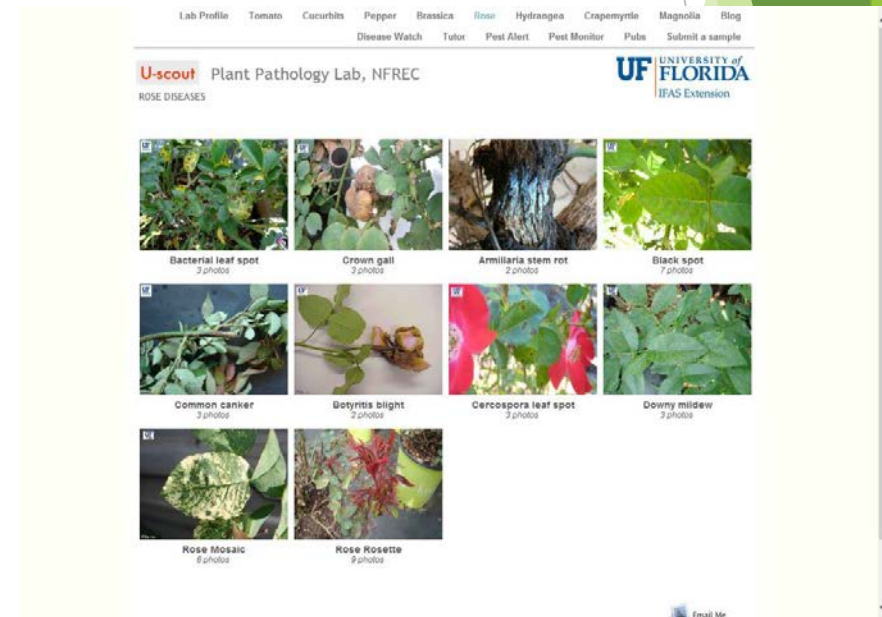 Lab Profile Tomato Cucurbits Pepper Brassica Rose Hydrangea Crapemyrtle Magnolia Blog
Disease Watch Tutor Pest Alert Pest Monitor Pubs Submit a sample
U-scout Plant Pathology Lab, NFREC
UF UNIVERSITY of FLORIDA
IFAS Extension
ROSE DISEASES
Bacterial leaf spot Crown gall Armillaria stem rot Black spot
3 photos 3 photos 2 photos 7 photos
Common canker Botyritis blight Cercospora leaf spot Downy mildew
3 photos 2 photos 3 photos 3 photos
Rose Mosaic Rose Rosette
6 photos 9 photos
Email Me